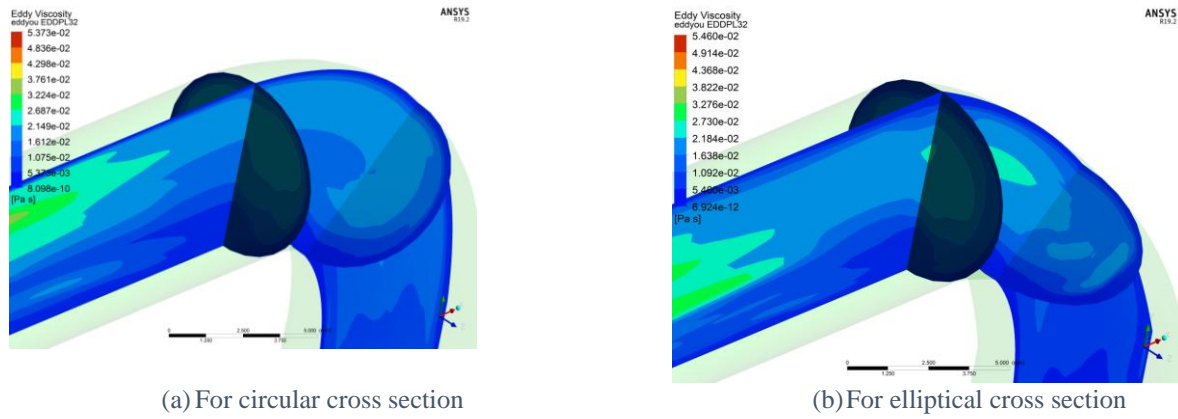 Eddy Viscosity
eddyou EDDPL32
5.373e-02
4.836e-02
4.298e-02
3.761e-02
3.224e-02
2.687e-02
2.149e-02
1.612e-02
1.075e-02
5.373e-03
8.098e-10
[Pa s]
ANSYS
R19.2
0
2.500
5.000
1.250
3.750
(a) For circular cross section
Eddy Viscosity
eddyou EDDPL32
5.460e-02
4.914e-02
4.368e-02
3.822e-02
3.276e-02
2.730e-02
2.184e-02
1.638e-02
1.092e-02
5.460e-03
6.924e-12
[Pa s]
ANSYS
R19.2
0
2.500
5.000
1.250
3.750
Z
(b) For elliptical cross section